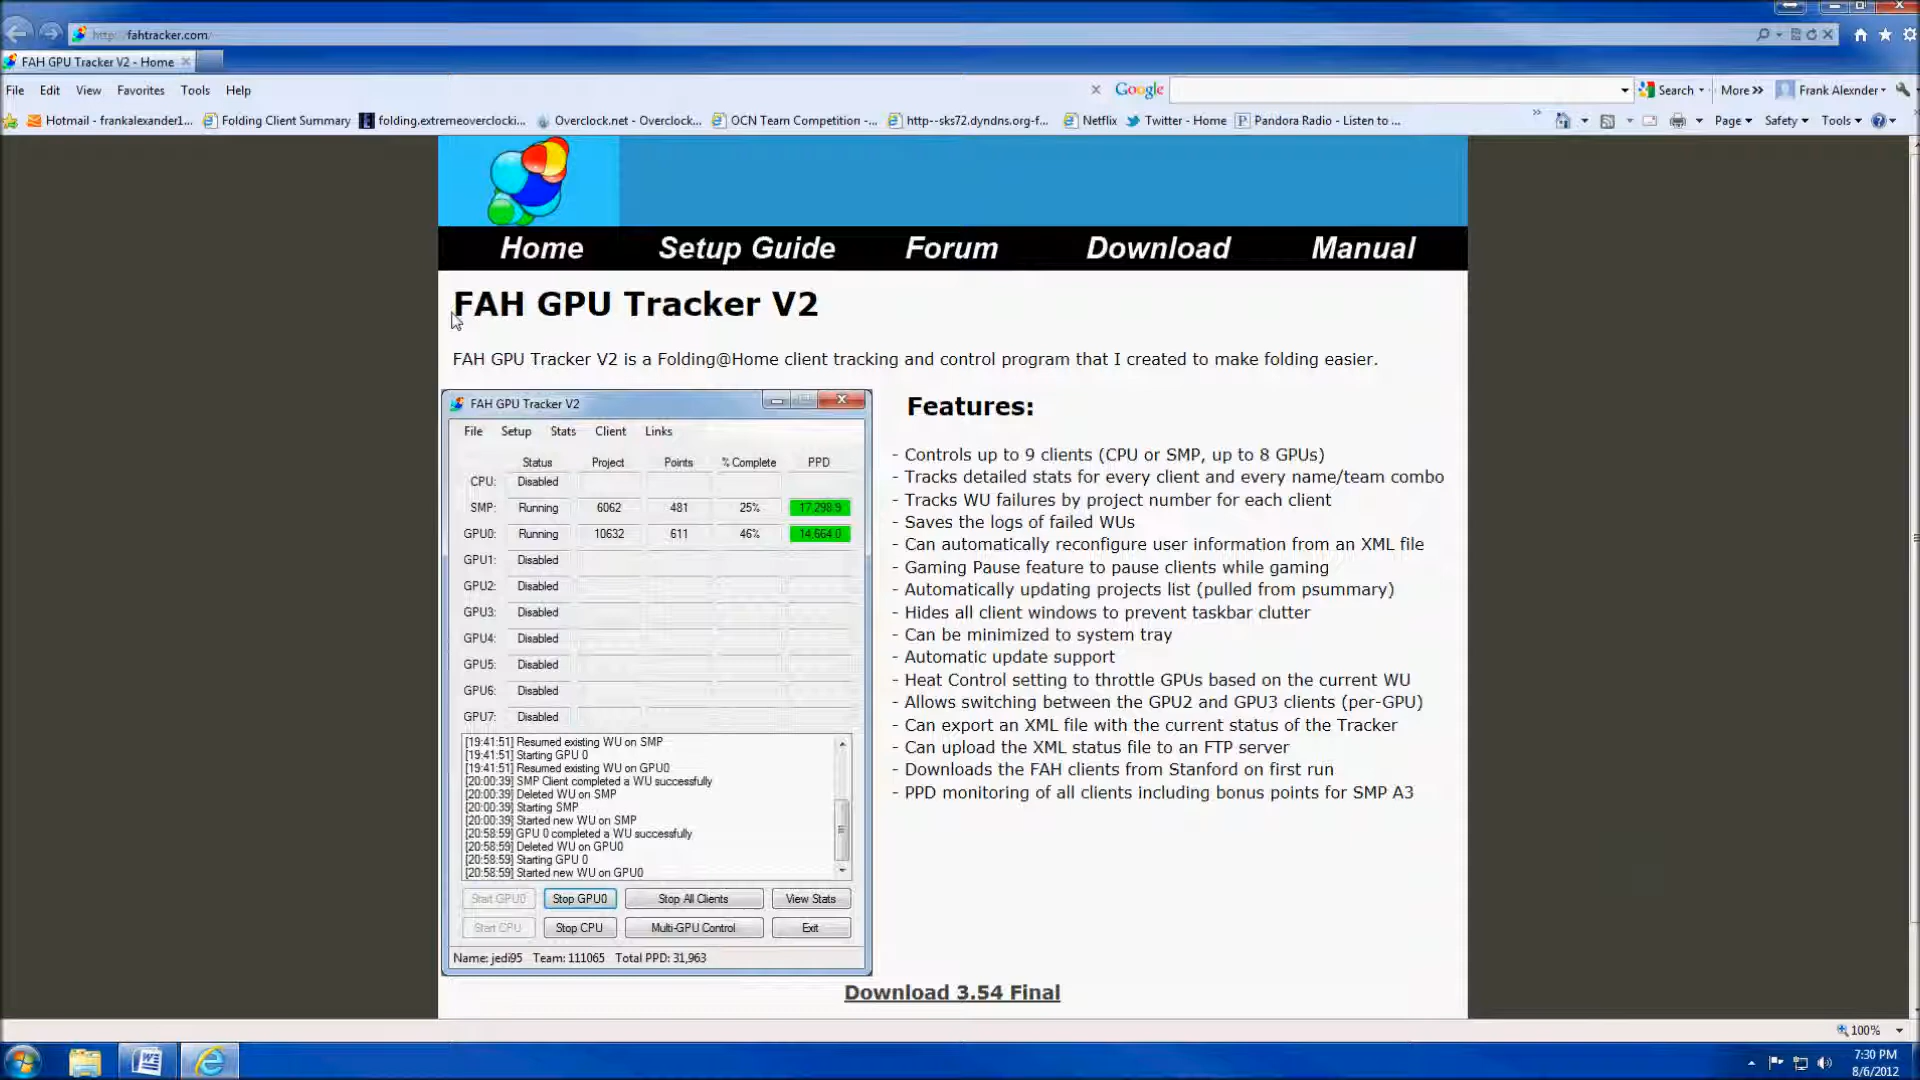 http://fahtracker.com/
FAH GPU Tracker V2 - Home
File Edit View Favorites Tools Help
Google
Search More >> Frank Alexnder
Hotmail - frankalexander1... Folding Client Summary folding.extremeoverclocki... Overclock.net - Overclock... OCN Team Competition -... http--sks72.dyndns.org-f... Netflix Twitter - Home Pandora Radio - Listen to ... » Page Safety Tools
Home Setup Guide Forum Download Manual
FAH GPU Tracker V2
FAH GPU Tracker V2 is a Folding@Home client tracking and control program that I created to make folding easier.
FAH GPU Tracker V2
File Setup Stats Client Links
Status Project Points % Complete PPD
CPU: Disabled
SMP: Running 6062 481 25% 17,298.9
GPU0: Running 10632 611 46% 14,664.0
GPU1: Disabled
GPU2: Disabled
GPU3: Disabled
GPU4: Disabled
GPU5: Disabled
GPU6: Disabled
GPU7: Disabled
[19:41:51] Resumed existing WU on SMP
[19:41:51] Starting GPU 0
[19:41:51] Resumed existing WU on GPU0
[20:00:39] SMP Client completed a WU successfully
[20:00:39] Deleted WU on SMP
[20:00:39] Starting SMP
[20:00:39] Started new WU on SMP
[20:58:59] GPU 0 completed a WU successfully
[20:58:59] Deleted WU on GPU0
[20:58:59] Starting GPU 0
[20:58:59] Started new WU on GPU0
Start GPU0 Stop GPU0 Stop All Clients View Stats
Start CPU Stop CPU Multi-GPU Control Exit
Name: jedi95 Team: 111065 Total PPD: 31,963
Features:
- Controls up to 9 clients (CPU or SMP, up to 8 GPUs)
- Tracks detailed stats for every client and every name/team combo
- Tracks WU failures by project number for each client
- Saves the logs of failed WUs
- Can automatically reconfigure user information from an XML file
- Gaming Pause feature to pause clients while gaming
- Automatically updating projects list (pulled from psummary)
- Hides all client windows to prevent taskbar clutter
- Can be minimized to system tray
- Automatic update support
- Heat Control setting to throttle GPUs based on the current WU
- Allows switching between the GPU2 and GPU3 clients (per-GPU)
- Can export an XML file with the current status of the Tracker
- Can upload the XML status file to an FTP server
- Downloads the FAH clients from Stanford on first run
- PPD monitoring of all clients including bonus points for SMP A3
Download 3.54 Final
100%
7:30 PM
8/6/2012